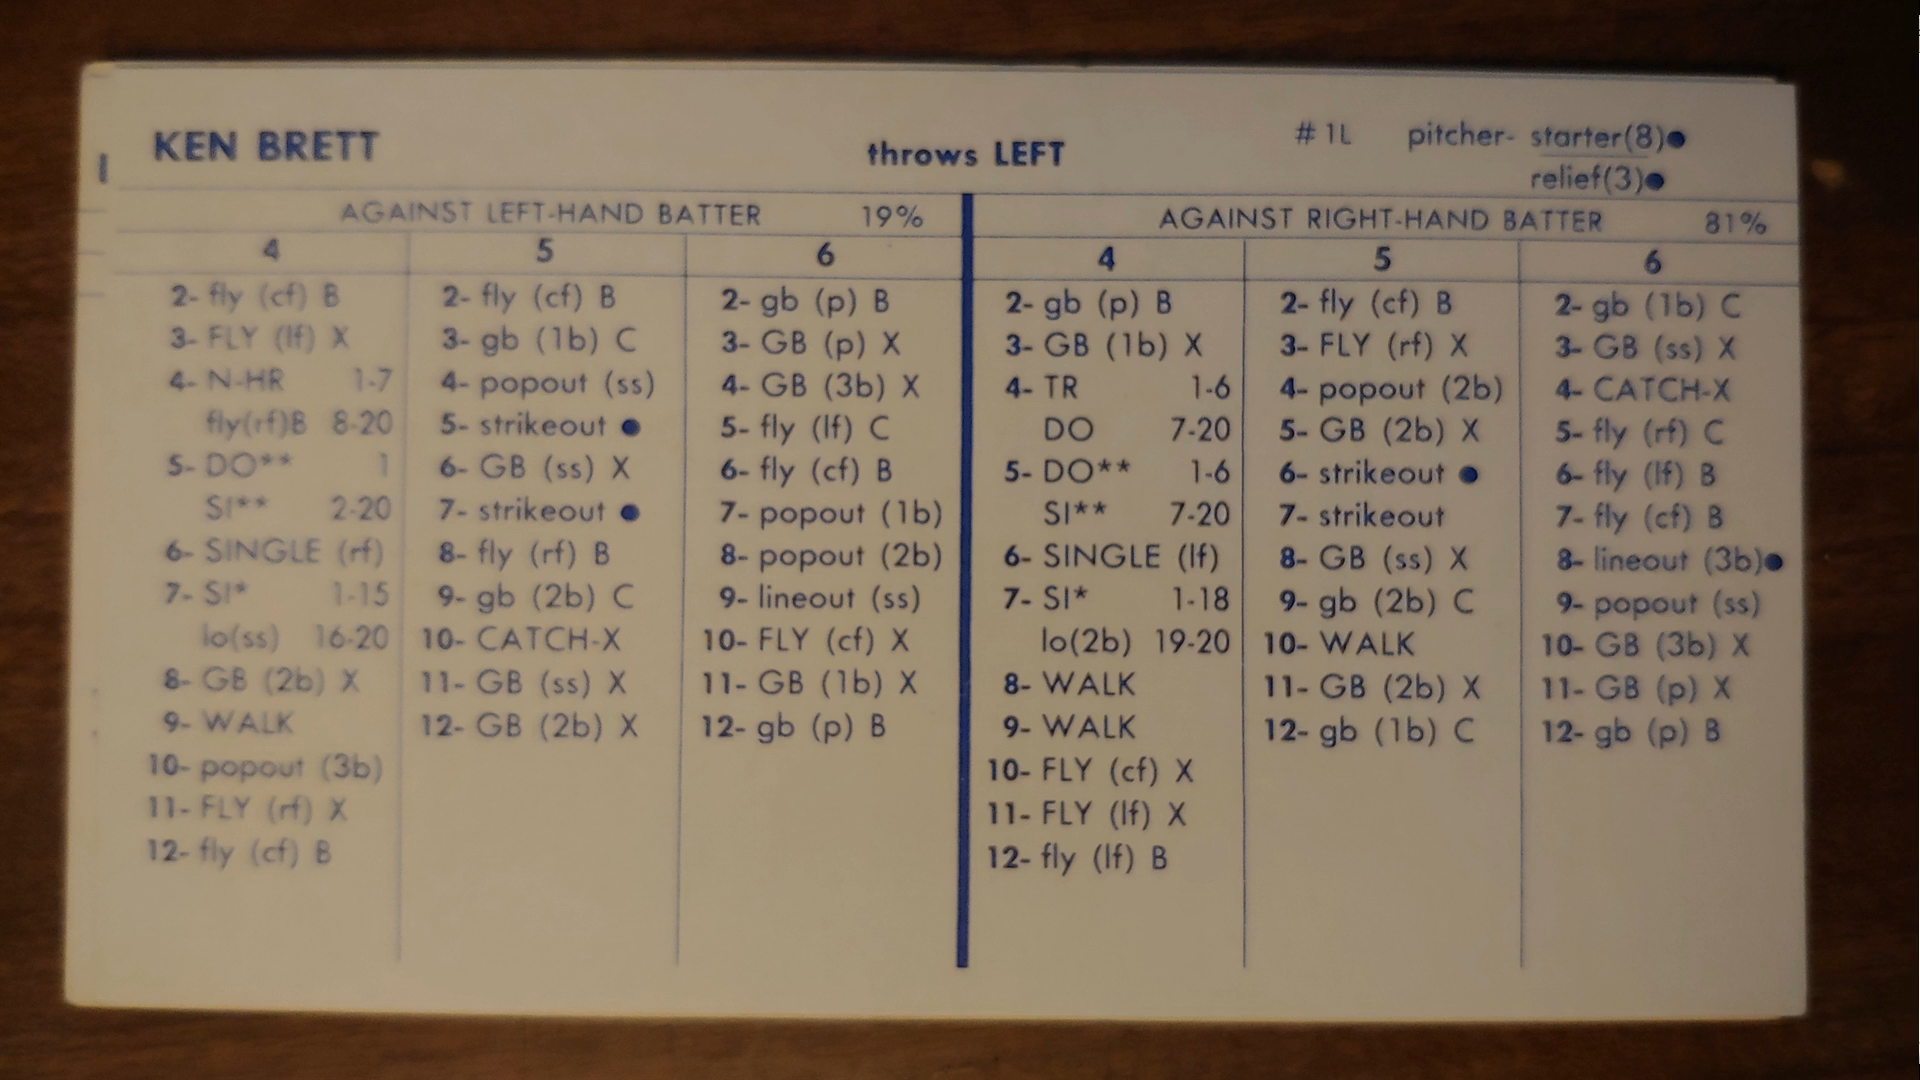 KEN BRETT throws LEFT # 1L pitcher- starter(8)●
relief(3)●
AGAINST LEFT-HAND BATTER 19%
4
2- fly (cf) B
3- FLY (lf) X
4- N-HR 1-7
fly(rf)B 8-20
5- DO** 1
SI** 2-20
6- SINGLE (rf)
7- SI* 1-15
lo(ss) 16-20
8- GB (2b) X
9- WALK
10- popout (3b)
11- FLY (rf) X
12- fly (cf) B
5
2- fly (cf) B
3- gb (1b) C
4- popout (ss)
5- strikeout ●
6- GB (ss) X
7- strikeout ●
8- fly (rf) B
9- gb (2b) C
10- CATCH-X
11- GB (ss) X
12- GB (2b) X
6
2- gb (p) B
3- GB (p) X
4- GB (3b) X
5- fly (lf) C
6- fly (cf) B
7- popout (1b)
8- popout (2b)
9- lineout (ss)
10- FLY (cf) X
11- GB (1b) X
12- gb (p) B
AGAINST RIGHT-HAND BATTER 81%
4
2- gb (p) B
3- GB (1b) X
4- TR 1-6
DO 7-20
5- DO** 1-6
SI** 7-20
6- SINGLE (lf)
7- SI* 1-18
lo(2b) 19-20
8- WALK
9- WALK
10- FLY (cf) X
11- FLY (lf) X
12- fly (lf) B
5
2- fly (cf) B
3- FLY (rf) X
4- popout (2b)
5- GB (2b) X
6- strikeout ●
7- strikeout
8- GB (ss) X
9- gb (2b) C
10- WALK
11- GB (2b) X
12- gb (1b) C
6
2- gb (1b) C
3- GB (ss) X
4- CATCH-X
5- fly (rf) C
6- fly (lf) B
7- fly (cf) B
8- lineout (3b)●
9- popout (ss)
10- GB (3b) X
11- GB (p) X
12- gb (p) B